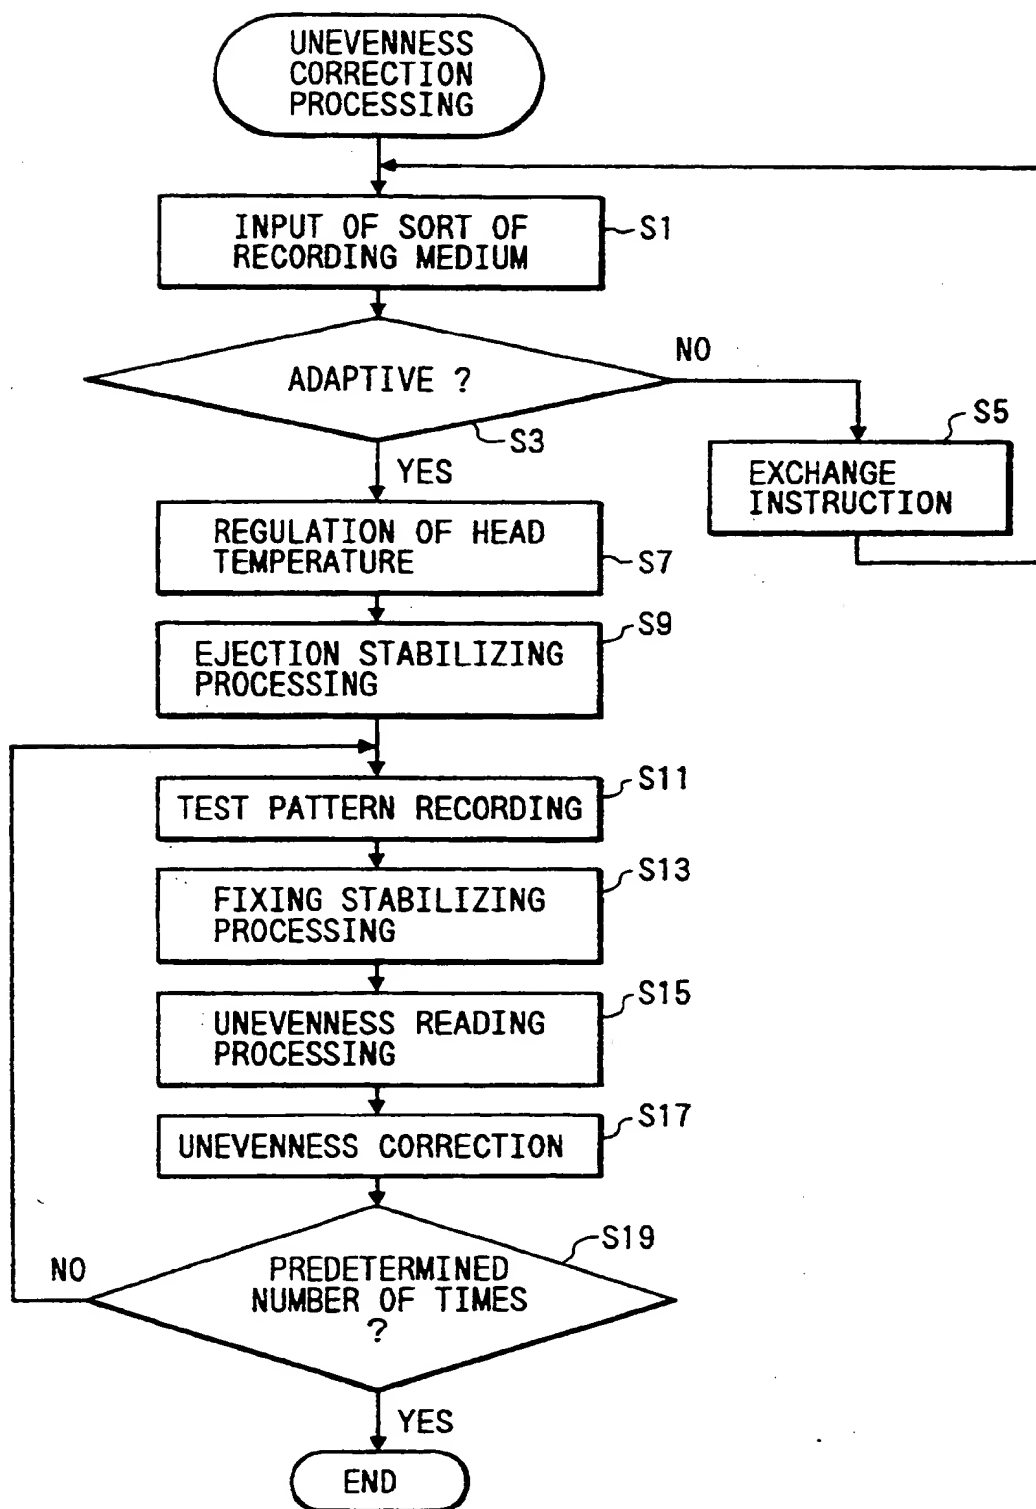 UNEVENNESS
CORRECTION
PROCESSING
INPUT OF SORT OF
RECORDING MEDIUM
S1
ADAPTIVE ?
NO
S3
YES
S5
EXCHANGE
INSTRUCTION
REGULATION OF HEAD
TEMPERATURE
S7
S9
EJECTION STABILIZING
PROCESSING
S11
TEST PATTERN RECORDING
S13
FIXING STABILIZING
PROCESSING
S15
UNEVENNESS READING
PROCESSING
S17
UNEVENNESS CORRECTION
S19
NO
PREDETERMINED
NUMBER OF TIMES
?
YES
END